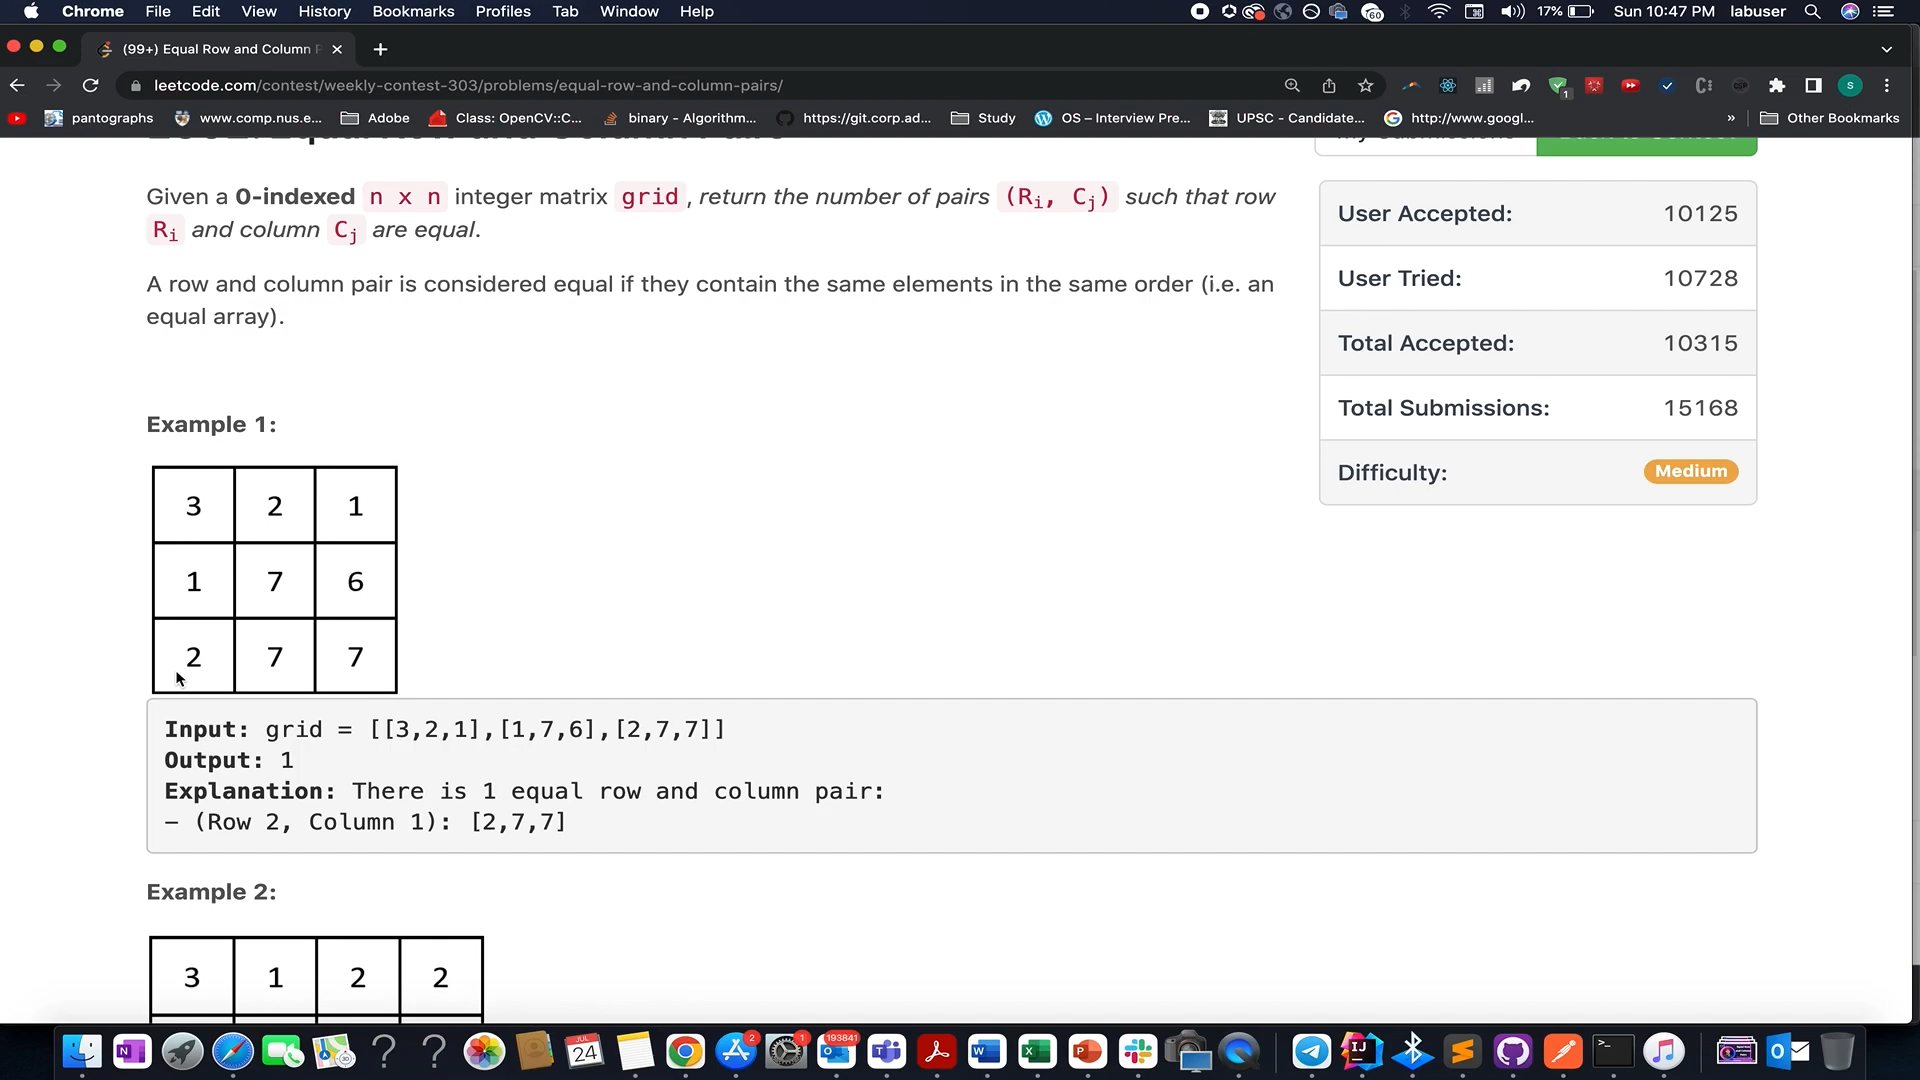 Chrome File Edit View History Bookmarks Profiles Tab Window Help 60 17% Sun 10:47 PM labuser
(99+) Equal Row and Column P
leetcode.com/contest/weekly-contest-303/problems/equal-row-and-column-pairs/
pantographs www.comp.nus.e... Adobe Class: OpenCV::C... binary - Algorithm... https://git.corp.ad... Study OS – Interview Pre... UPSC - Candidate... http://www.googl... » Other Bookmarks
Given a 0-indexed n x n integer matrix grid, return the number of pairs (Ri, Cj) such that row
Ri and column Cj are equal.
A row and column pair is considered equal if they contain the same elements in the same order (i.e. an
equal array).
User Accepted: 10125
User Tried: 10728
Total Accepted: 10315
Total Submissions: 15168
Difficulty: Medium
Example 1:
3 2 1
1 7 6
2 7 7
Input: grid = [[3,2,1],[1,7,6],[2,7,7]]
Output: 1
Explanation: There is 1 equal row and column pair:
– (Row 2, Column 1): [2,7,7]
Example 2:
3 1 2 2
JUL
24
2
1
193841